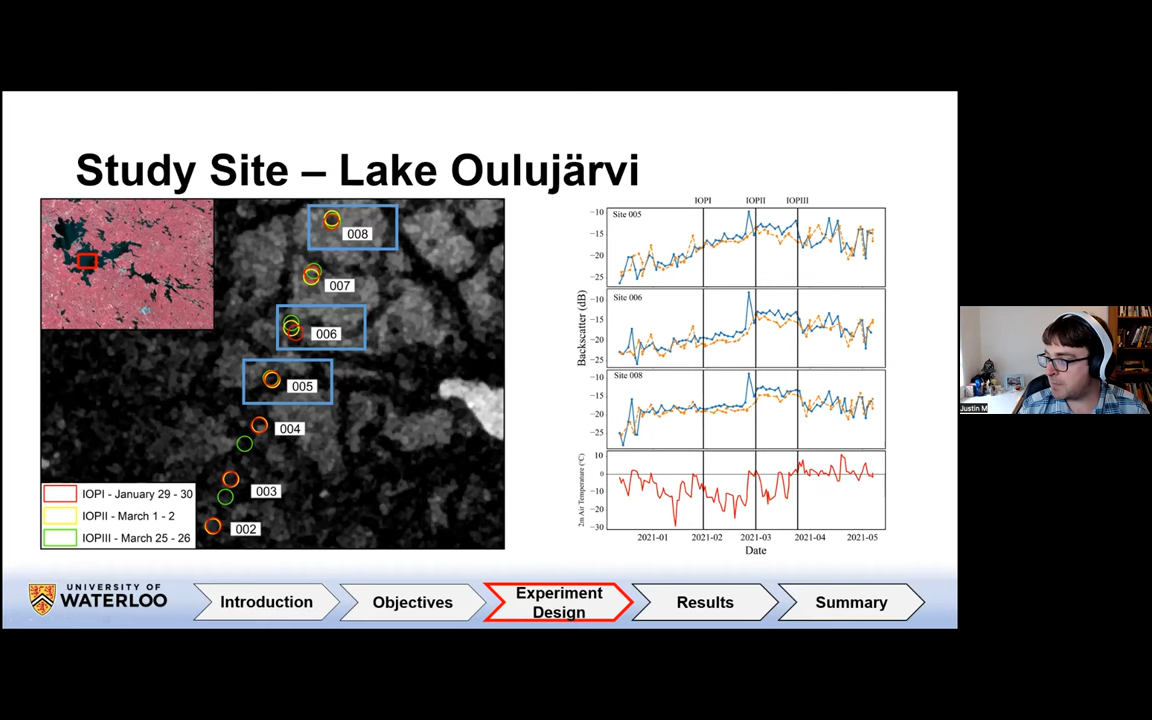 Study Site – Lake Oulujärvi
008
007
006
005
004
003
002
IOPI - January 29 - 30
IOPII - March 1 - 2
IOPIII - March 25 - 26
IOPI IOPII IOPIII
Site 005
−10
−15
−20
−25
Site 006
−10
−15
−20
−25
Site 008
−10
−15
−20
−25
Backscatter (dB)
10
0
−10
−20
−30
2m Air Temperature (°C)
2021-01 2021-02 2021-03 2021-04 2021-05
Date
Justin M
UNIVERSITY OF
WATERLOO
Introduction
Objectives
Experiment
Design
Results
Summary